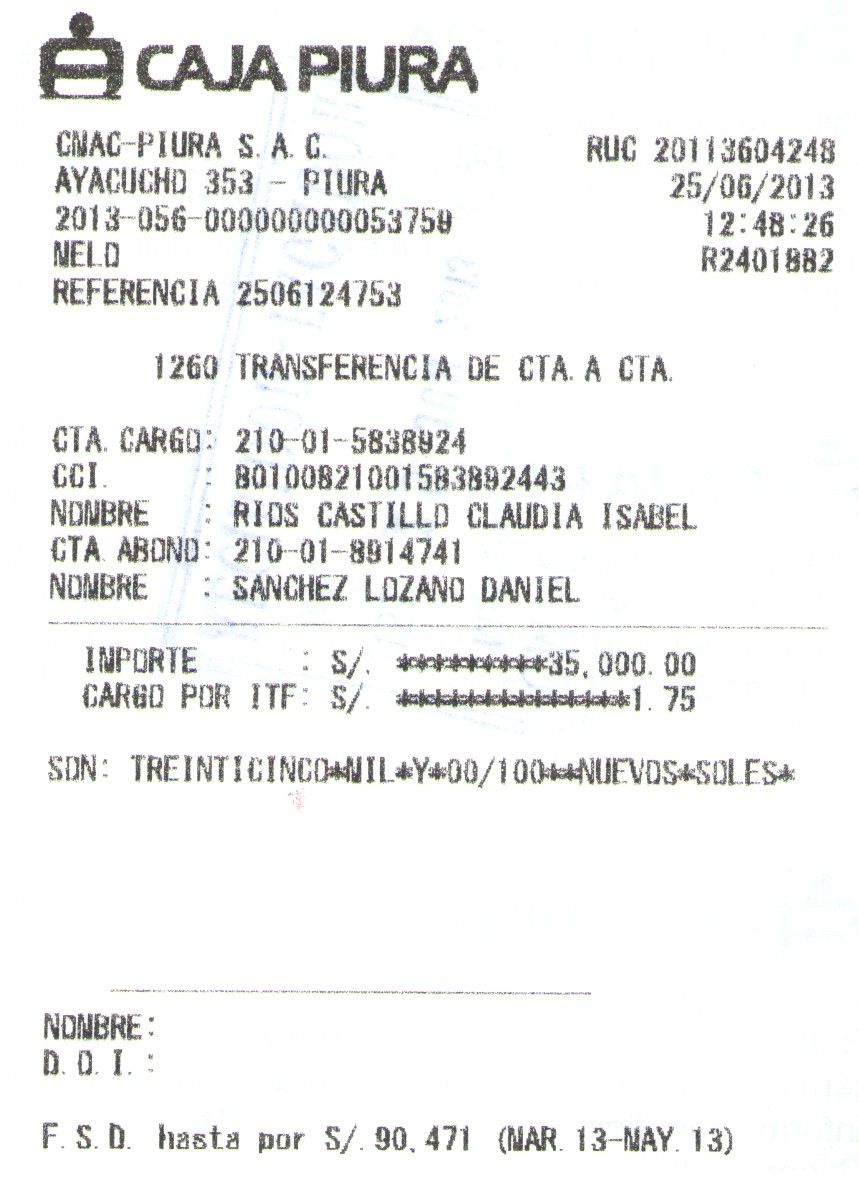 CAJA PIURA
CMAC-PIURA S.A.C. RUC 20113604248
AYACUCHO 353 - PIURA 25/06/2013
2013-056-000000000053759 12:48:26
MELO R2401882
REFERENCIA 2506124753
1260 TRANSFERENCIA DE CTA. A CTA.
CTA. CARGO: 210-01-5838924
CCI. : 80100821001583892443
NOMBRE : RIOS CASTILLO CLAUDIA ISABEL
CTA. ABONO: 210-01-8914741
NOMBRE : SANCHEZ LOZANO DANIEL
IMPORTE : S/. **********35,000.00
CARGO POR ITF: S/. ****************1.75
SON: TREINTICINCO*MIL*Y*00/100**NUEVOS*SOLES*
NOMBRE:
D.O.I.:
F.S.D. hasta por S/.90,471 (MAR.13-MAY.13)